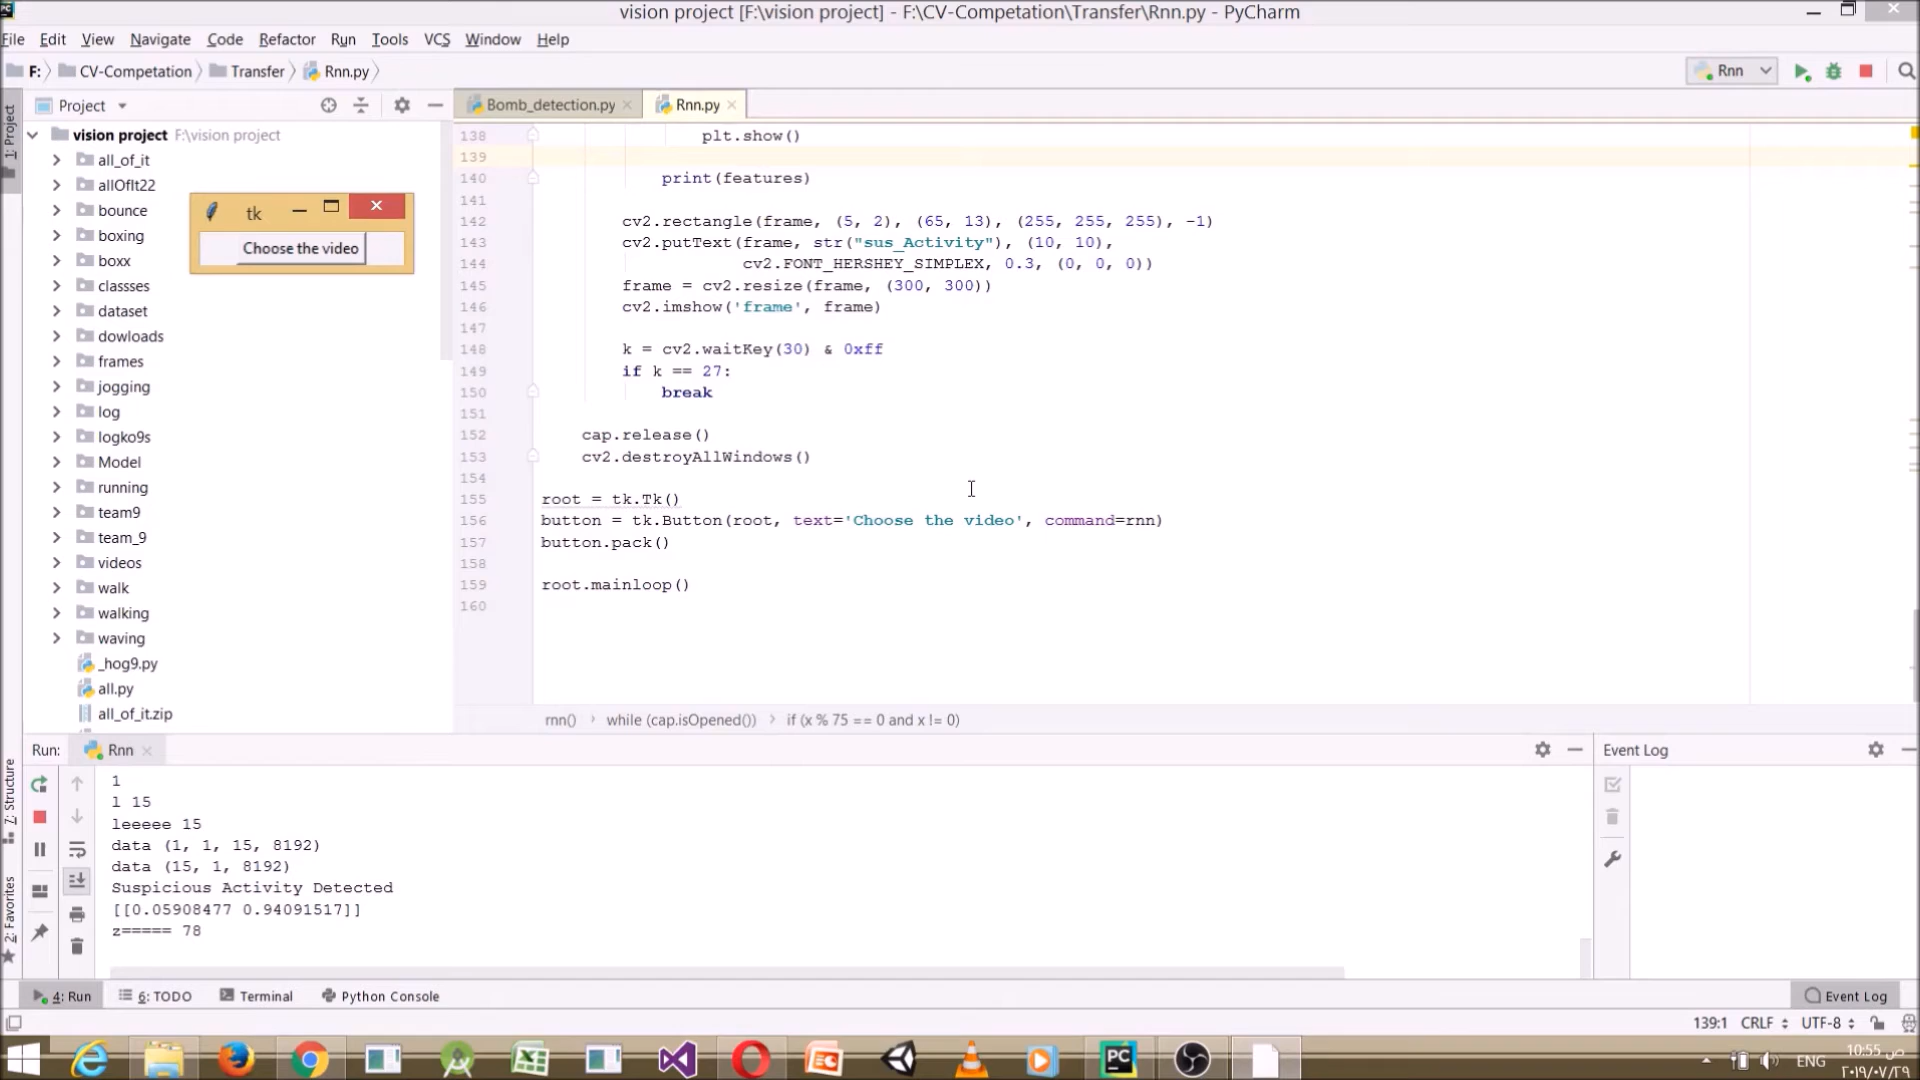 vision project [F:\vision project] - F:\CV-Competation\Transfer\Rnn.py - PyCharm
File Edit View Navigate Code Refactor Run Tools VCS Window Help
F: CV-Competation Transfer Rnn.py
Rnn
1: Project
Project
Bomb_detection.py
Rnn.py
vision project F:\vision project
all_of_it
allOfIt22
bounce
boxing
boxx
classses
dataset
dowloads
frames
jogging
log
logko9s
Model
running
team9
team_9
videos
walk
walking
waving
_hog9.py
all.py
all_of_it.zip
tk
Choose the video
138 plt.show()
139
140 print(features)
141
142 cv2.rectangle(frame, (5, 2), (65, 13), (255, 255, 255), -1)
143 cv2.putText(frame, str("sus_Activity"), (10, 10),
144 cv2.FONT_HERSHEY_SIMPLEX, 0.3, (0, 0, 0))
145 frame = cv2.resize(frame, (300, 300))
146 cv2.imshow('frame', frame)
147
148 k = cv2.waitKey(30) & 0xff
149 if k == 27:
150 break
151
152 cap.release()
153 cv2.destroyAllWindows()
154
155 root = tk.Tk()
156 button = tk.Button(root, text='Choose the video', command=rnn)
157 button.pack()
158
159 root.mainloop()
160
rnn() while (cap.isOpened()) if (x % 75 == 0 and x != 0)
Run: Rnn
Event Log
1
l 15
leeeee 15
data (1, 1, 15, 8192)
data (15, 1, 8192)
Suspicious Activity Detected
[[0.05908477 0.94091517]]
z===== 78
7: Structure
2: Favorites
4: Run 6: TODO Terminal Python Console
Event Log
139:1 CRLF UTF-8
ENG
10:55 ص
٢٠١٩/٠٧/٢٩